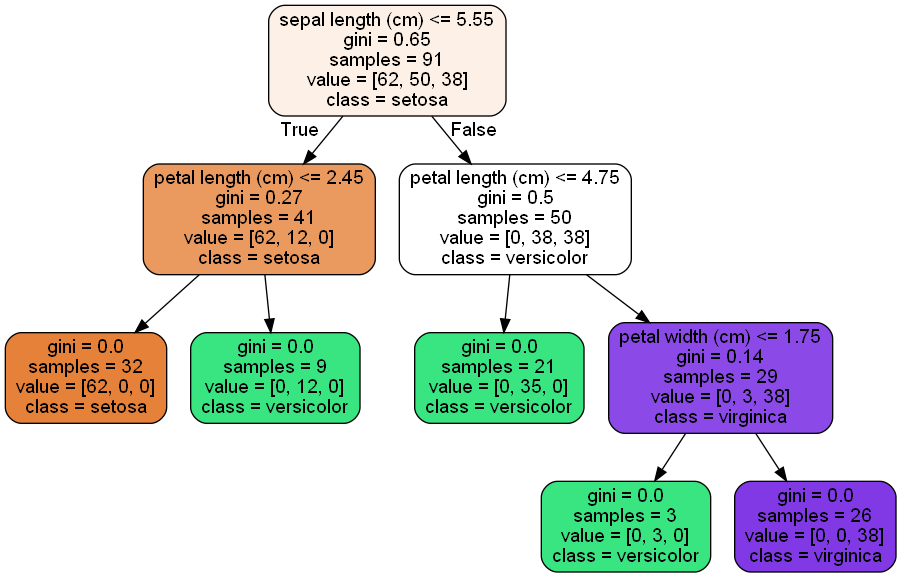 sepal length (cm) <= 5.55
gini = 0.65
samples = 91
value = [62, 50, 38]
class = setosa
True
False
petal length (cm) <= 2.45
gini = 0.27
samples = 41
value = [62, 12, 0]
class = setosa
petal length (cm) <= 4.75
gini = 0.5
samples = 50
value = [0, 38, 38]
class = versicolor
gini = 0.0
samples = 32
value = [62, 0, 0]
class = setosa
gini = 0.0
samples = 9
value = [0, 12, 0]
class = versicolor
gini = 0.0
samples = 21
value = [0, 35, 0]
class = versicolor
petal width (cm) <= 1.75
gini = 0.14
samples = 29
value = [0, 3, 38]
class = virginica
gini = 0.0
samples = 3
value = [0, 3, 0]
class = versicolor
gini = 0.0
samples = 26
value = [0, 0, 38]
class = virginica